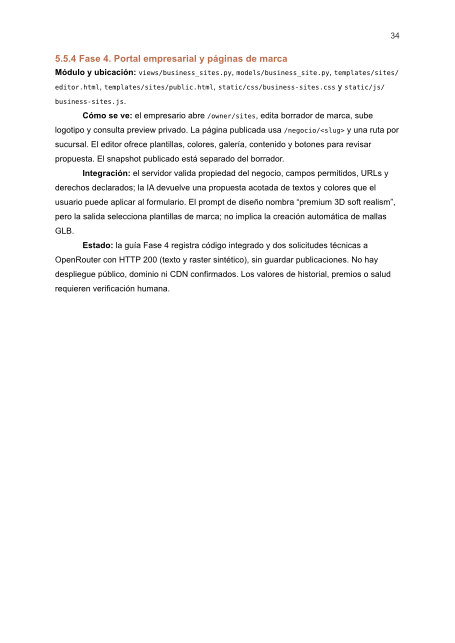 34
5.5.4 Fase 4. Portal empresarial y páginas de marca
Módulo y ubicación: views/business_sites.py, models/business_site.py, templates/sites/
editor.html, templates/sites/public.html, static/css/business-sites.css y static/js/
business-sites.js.
Cómo se ve: el empresario abre /owner/sites, edita borrador de marca, sube
logotipo y consulta preview privado. La página publicada usa /negocio/<slug> y una ruta por
sucursal. El editor ofrece plantillas, colores, galería, contenido y botones para revisar
propuesta. El snapshot publicado está separado del borrador.
Integración: el servidor valida propiedad del negocio, campos permitidos, URLs y
derechos declarados; la IA devuelve una propuesta acotada de textos y colores que el
usuario puede aplicar al formulario. El prompt de diseño nombra “premium 3D soft realism”,
pero la salida selecciona plantillas de marca; no implica la creación automática de mallas
GLB.
Estado: la guía Fase 4 registra código integrado y dos solicitudes técnicas a
OpenRouter con HTTP 200 (texto y raster sintético), sin guardar publicaciones. No hay
despliegue público, dominio ni CDN confirmados. Los valores de historial, premios o salud
requieren verificación humana.